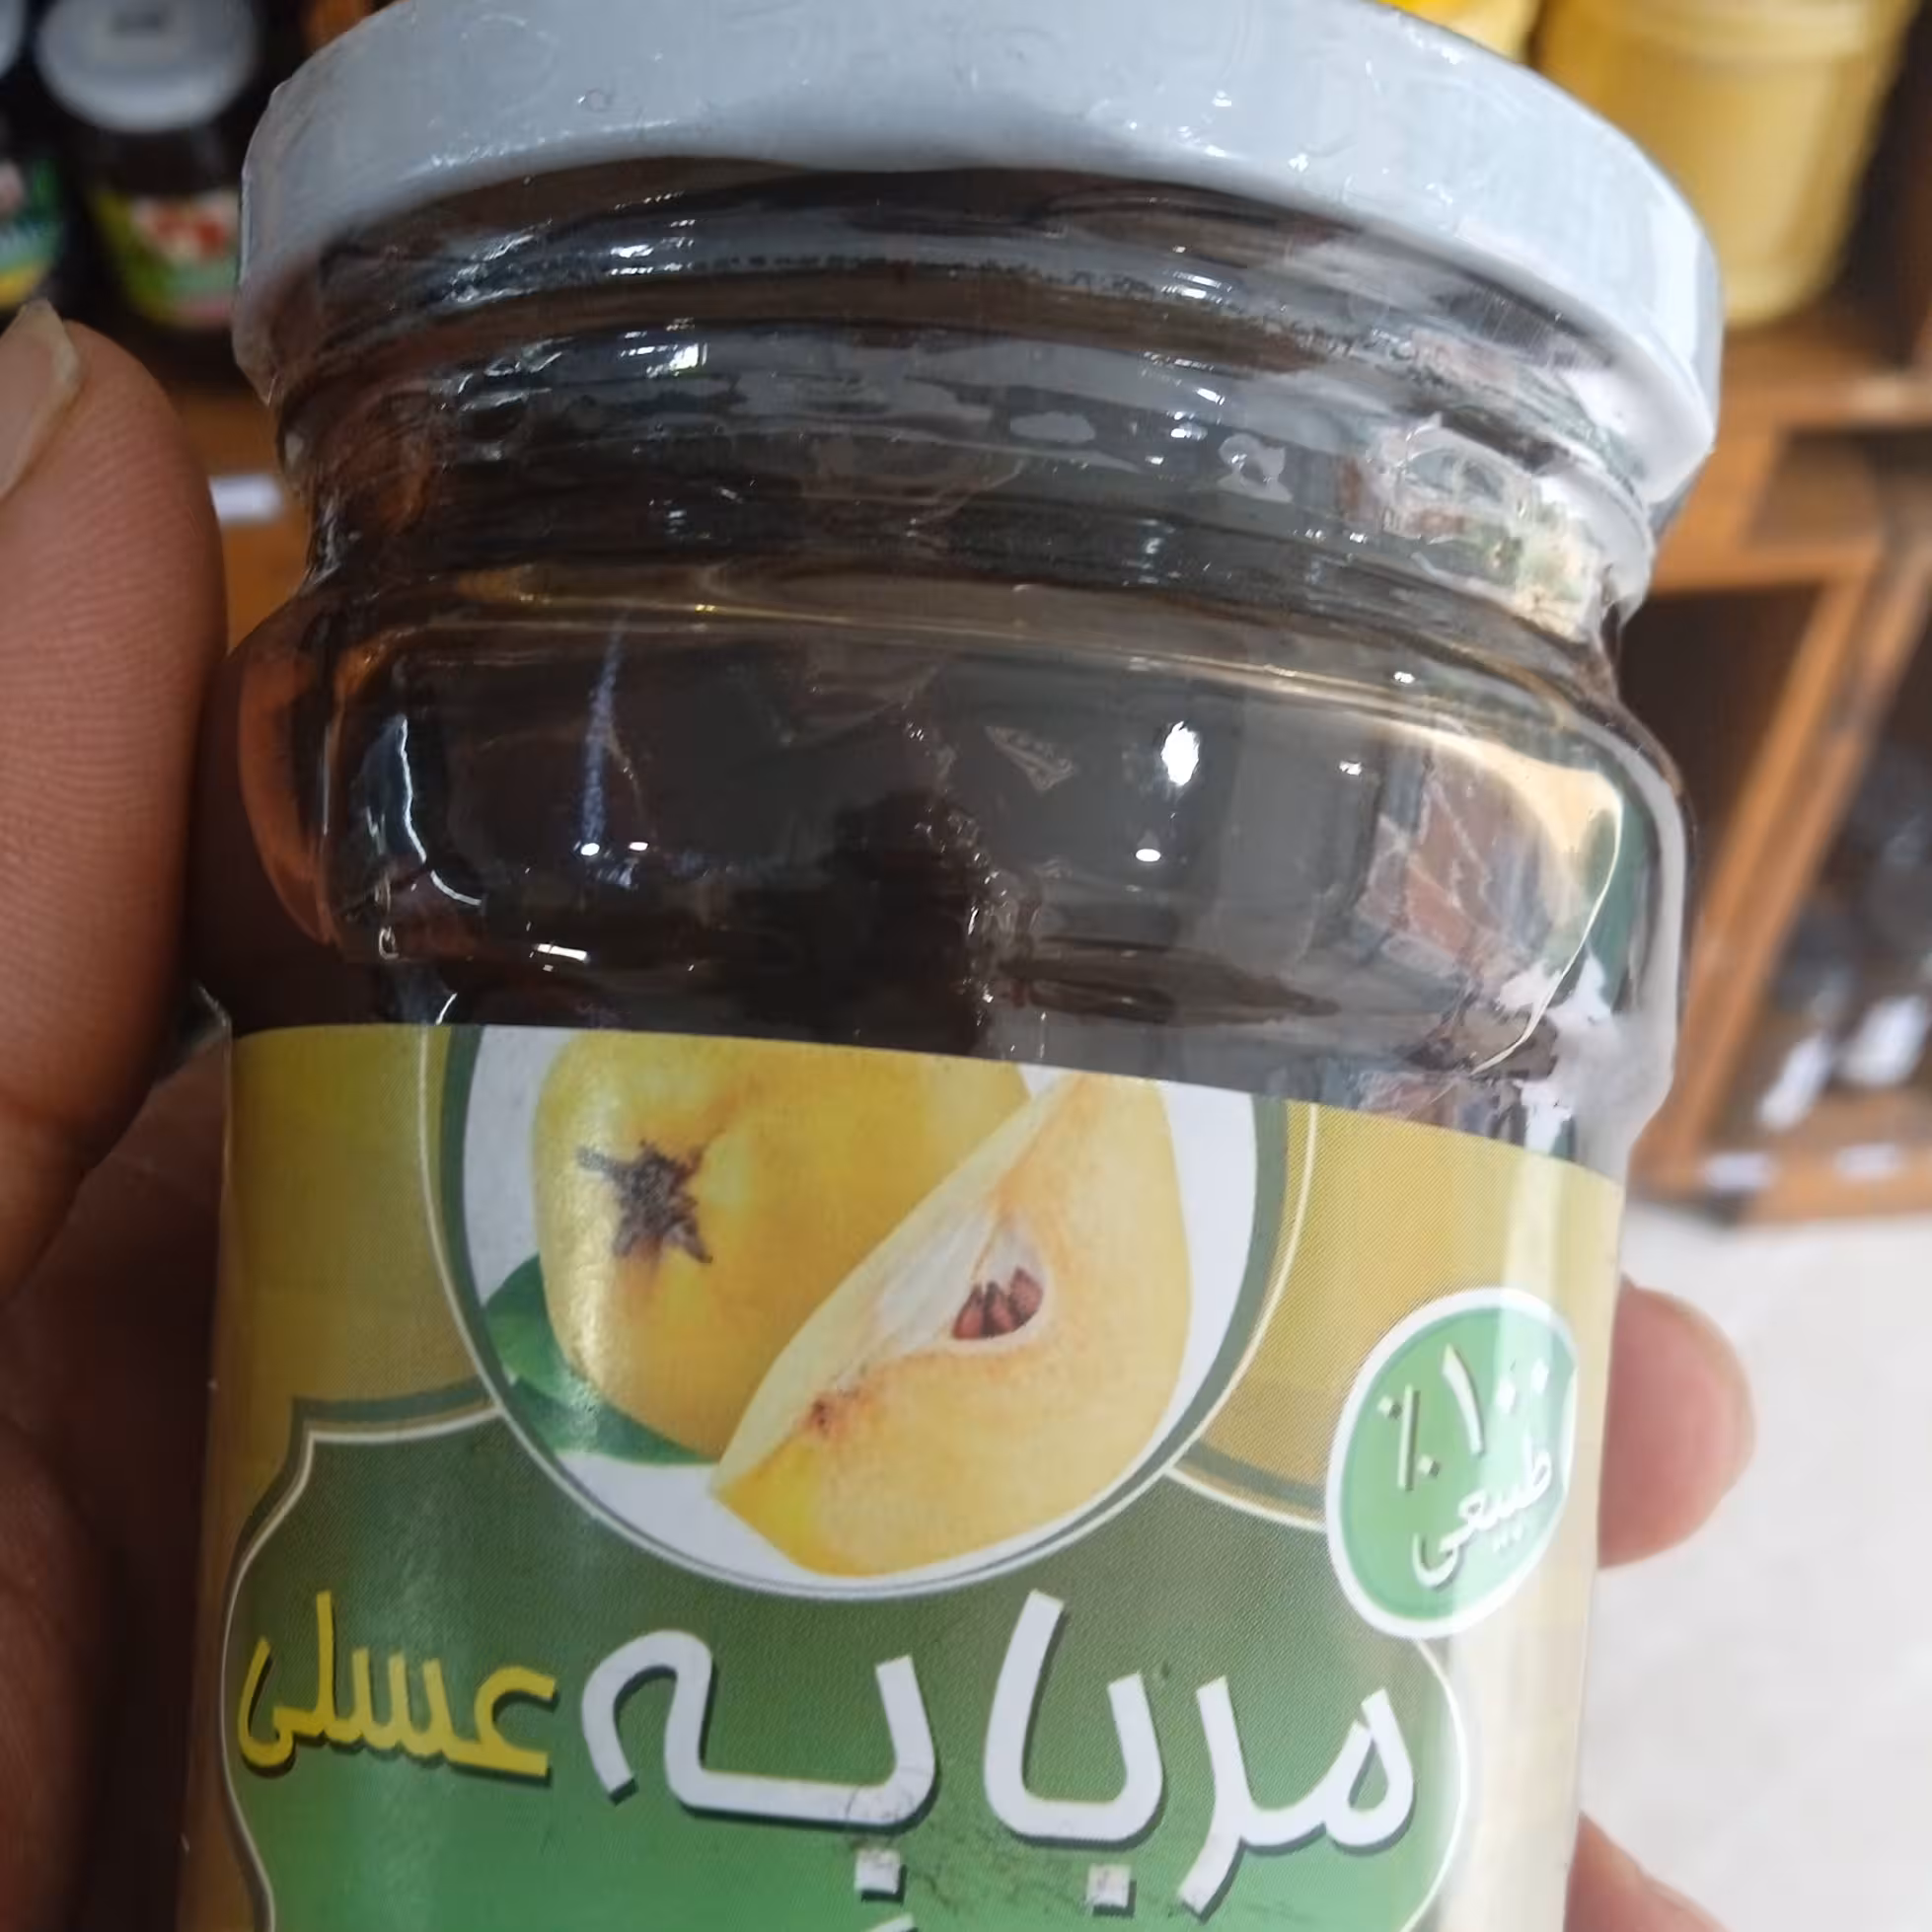 ٪۱۰۰
طبیعی
مربا به عسلی